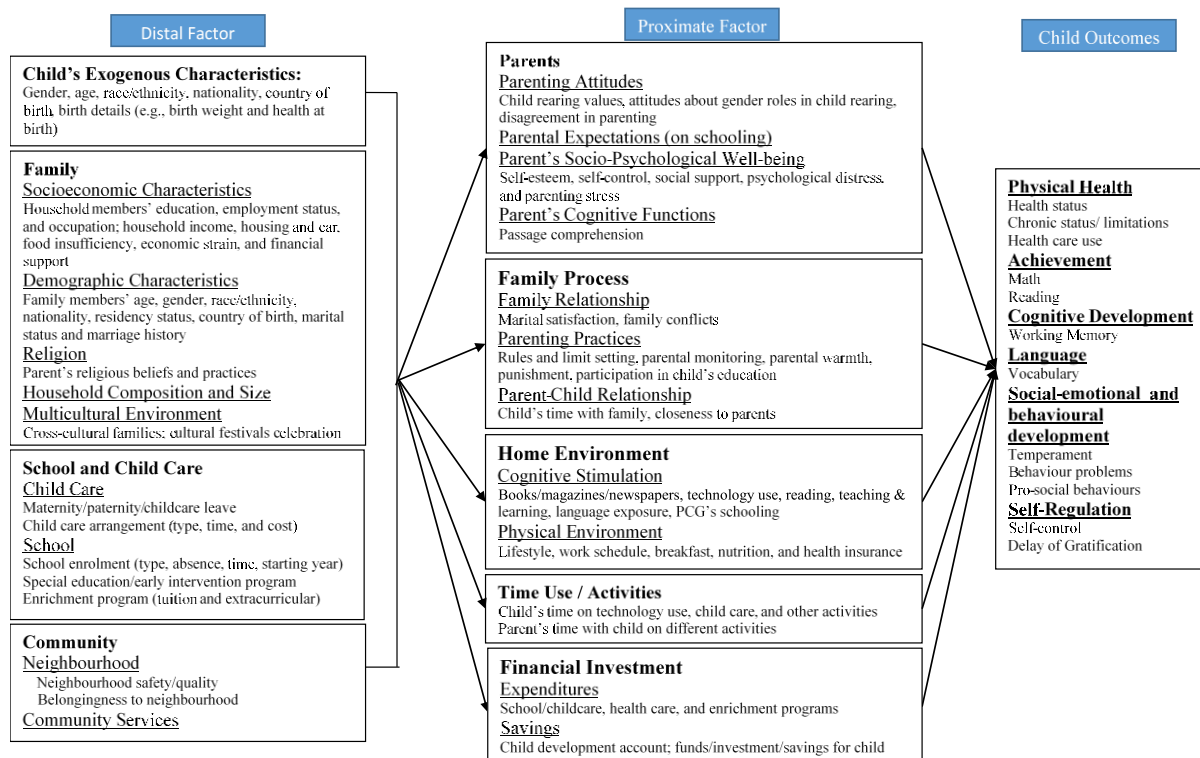 Distal Factor
Child's Exogenous Characteristics:
Gender, age, race/ethnicity, nationality, country of
birth, birth details (e.g., birth weight and health at
birth)
Family
Socioeconomic Characteristics
Household members' education, employment status,
and occupation; household income, housing and car,
food insufficiency, economic strain, and financial
support
Demographic Characteristics
Family members' age, gender, race/ethnicity,
nationality, residency status, country of birth, marital
status and marriage history
Religion
Parent's religious beliefs and practices
Household Composition and Size
Multicultural Environment
Cross-cultural families; cultural festivals celebration
School and Child Care
Child Care
Maternity/paternity/childcare leave
Child care arrangement (type, time, and cost)
School
School enrolment (type, absence, time, starting year)
Special education/early intervention program
Enrichment program (tuition and extracurricular)
Community
Neighbourhood
Neighbourhood safety/quality
Belongingness to neighbourhood
Community Services
Proximate Factor
Parents
Parenting Attitudes
Child rearing values, attitudes about gender roles in child rearing,
disagreement in parenting
Parental Expectations (on schooling)
Parent's Socio-Psychological Well-being
Self-esteem, self-control, social support, psychological distress,
and parenting stress
Parent's Cognitive Functions
Passage comprehension
Family Process
Family Relationship
Marital satisfaction, family conflicts
Parenting Practices
Rules and limit setting, parental monitoring, parental warmth,
punishment, participation in child's education
Parent-Child Relationship
Child's time with family, closeness to parents
Home Environment
Cognitive Stimulation
Books/magazines/newspapers, technology use, reading, teaching &
learning, language exposure, PCG's schooling
Physical Environment
Lifestyle, work schedule, breakfast, nutrition, and health insurance
Time Use / Activities
Child's time on technology use, child care, and other activities
Parent's time with child on different activities
Financial Investment
Expenditures
School/childcare, health care, and enrichment programs
Savings
Child development account; funds/investment/savings for child
Child Outcomes
Physical Health
Health status
Chronic status/ limitations
Health care use
Achievement
Math
Reading
Cognitive Development
Working Memory
Language
Vocabulary
Social-emotional and
behavioural
development
Temperament
Behaviour problems
Pro-social behaviours
Self-Regulation
Self-control
Delay of Gratification